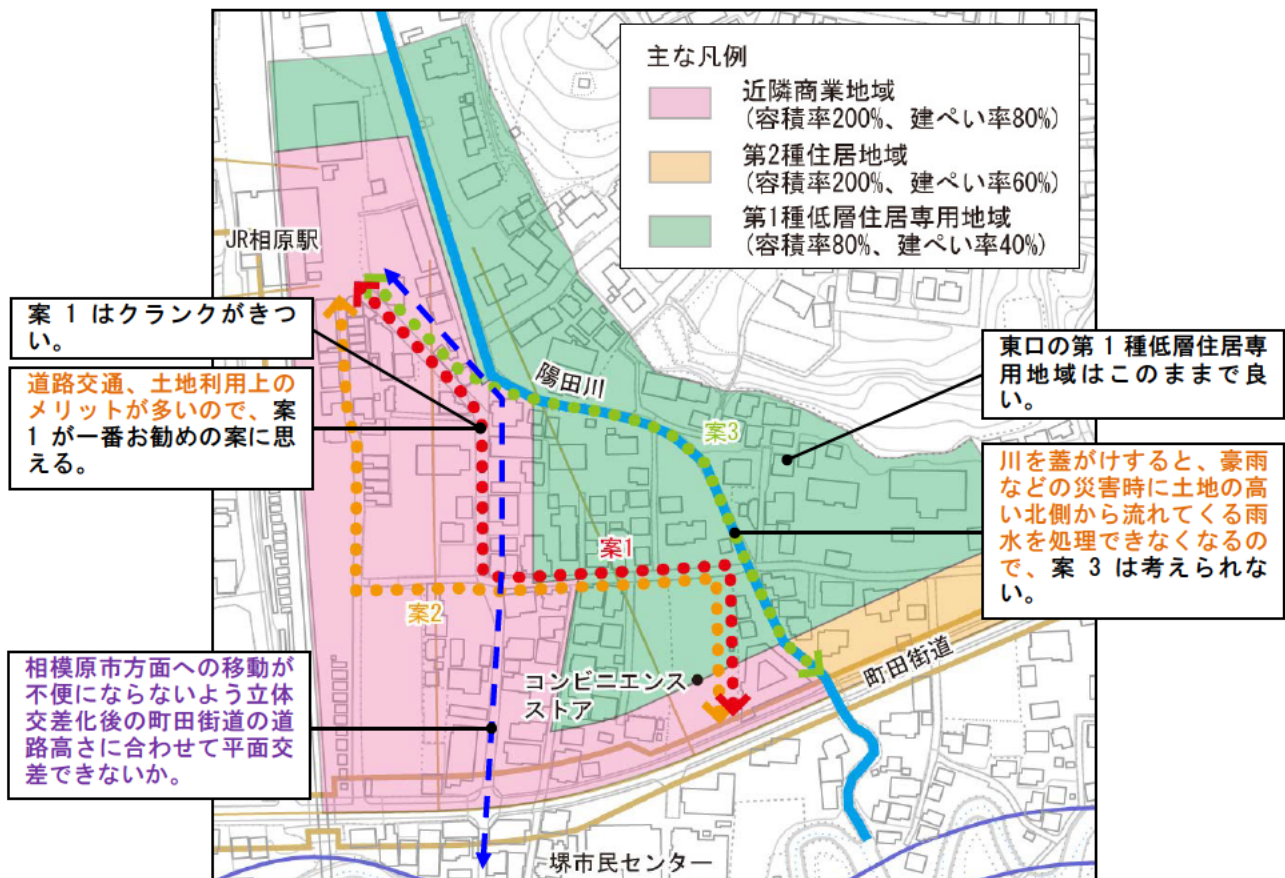 主な凡例
近隣商業地域
(容積率200%、建ぺい率80%)
第2種住居地域
(容積率200%、建ぺい率60%)
第1種低層住居専用地域
(容積率80%、建ぺい率40%)
JR相原駅
案 1 はクランクがきつ
い。
道路交通、土地利用上の
メリットが多いので、案
1 が一番お勧めの案に思
える。
相模原市方面への移動が
不便にならないよう立体
交差化後の町田街道の道
路高さに合わせて平面交
差できないか。
陽田川
案3
案1
案2
コンビニエンス
ストア
町田街道
堺市民センター
東口の第 1 種低層住居専
用地域はこのままで良
い。
川を蓋がけすると、豪雨
などの災害時に土地の高
い北側から流れてくる雨
水を処理できなくなるの
で、案 3 は考えられな
い。